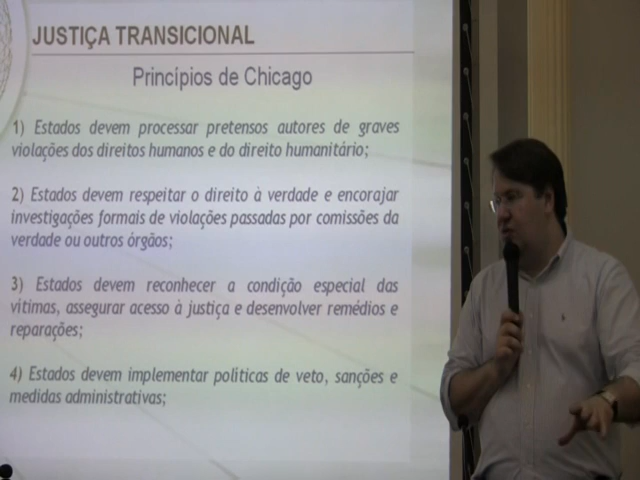 JUSTIÇA TRANSICIONAL
Princípios de Chicago
1) Estados devem processar pretensos autores de graves
violações dos direitos humanos e do direito humanitário;
2) Estados devem respeitar o direito à verdade e encorajar
investigações formais de violações passadas por comissões da
verdade ou outros órgãos;
3) Estados devem reconhecer a condição especial das
vítimas, assegurar acesso à justiça e desenvolver remédios e
reparações;
4) Estados devem implementar políticas de veto, sanções e
medidas administrativas;